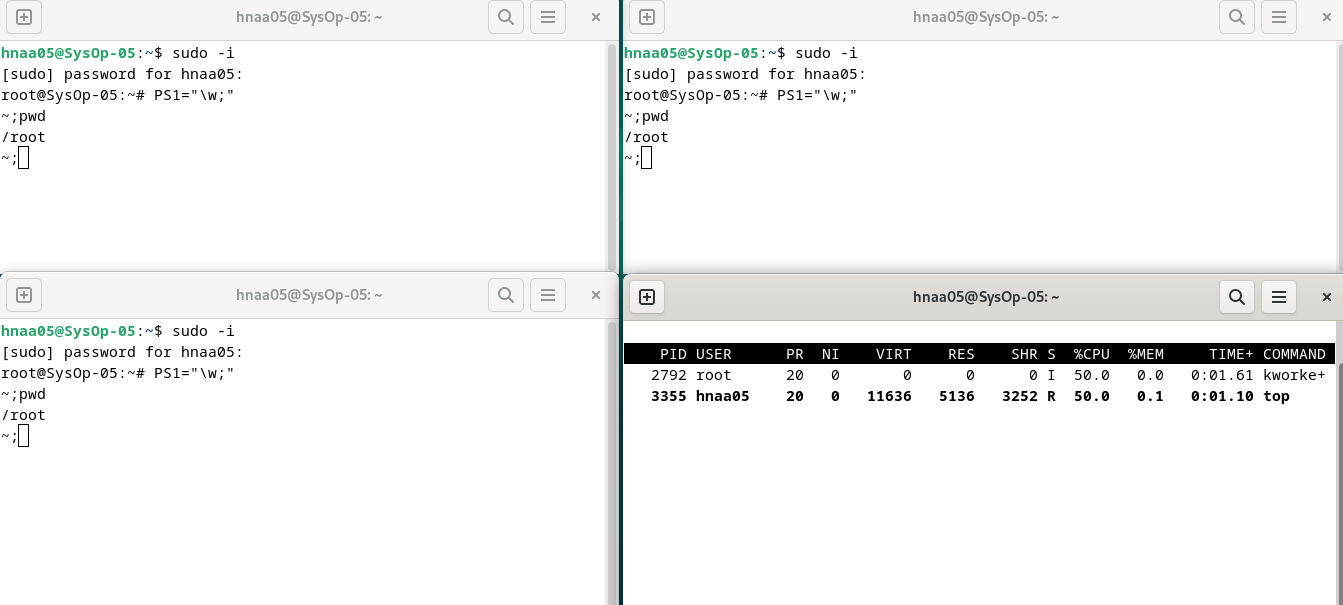 hnaa05@SysOp-05: ~
hnaa05@SysOp-05:~$ sudo -i
[sudo] password for hnaa05:
root@SysOp-05:~# PS1="\w;"
~;pwd
/root
~;
hnaa05@SysOp-05: ~
hnaa05@SysOp-05:~$ sudo -i
[sudo] password for hnaa05:
root@SysOp-05:~# PS1="\w;"
~;pwd
/root
~;
hnaa05@SysOp-05: ~
hnaa05@SysOp-05:~$ sudo -i
[sudo] password for hnaa05:
root@SysOp-05:~# PS1="\w;"
~;pwd
/root
~;
hnaa05@SysOp-05: ~
PID USER PR NI VIRT RES SHR S %CPU %MEM TIME+ COMMAND
2792 root 20 0 0 0 0 I 50.0 0.0 0:01.61 kworke+
3355 hnaa05 20 0 11636 5136 3252 R 50.0 0.1 0:01.10 top